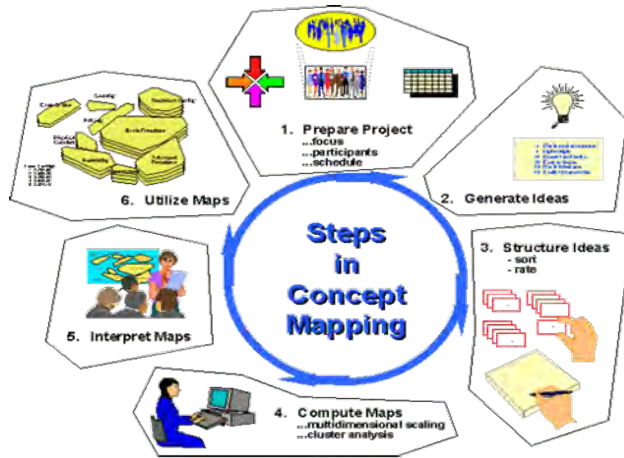 1. Prepare Project
...focus
...participants
...schedule
2. Generate Ideas
3. Structure Ideas
- sort
- rate
4. Compute Maps
...multidimensional scaling
...cluster analysis
5. Interpret Maps
6. Utilize Maps
Steps
in
Concept
Mapping